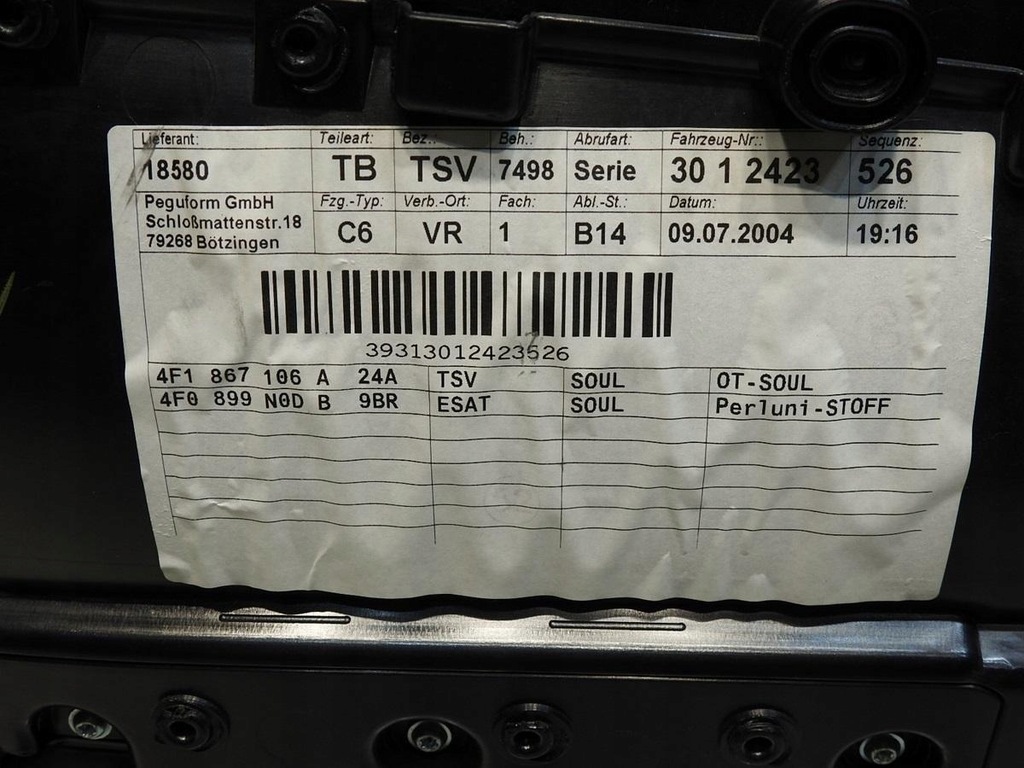 Lieferant: Teileart: Bez.: Beh.: Abrufart: Fahrzeug-Nr.: Sequenz:
18580 TB TSV 7498 Serie 30 1 2423 526
Peguform GmbH
Schloßmattenstr.18
79268 Bötzingen
Fzg.-Typ: Verb.-Ort: Fach: Abl.-St.: Datum: Uhrzeit:
C6 VR 1 B14 09.07.2004 19:16
39313012423526
4F1 867 106 A 24A TSV SOUL OT-SOUL
4F0 899 N0D B 9BR ESAT SOUL Perluni-STOFF